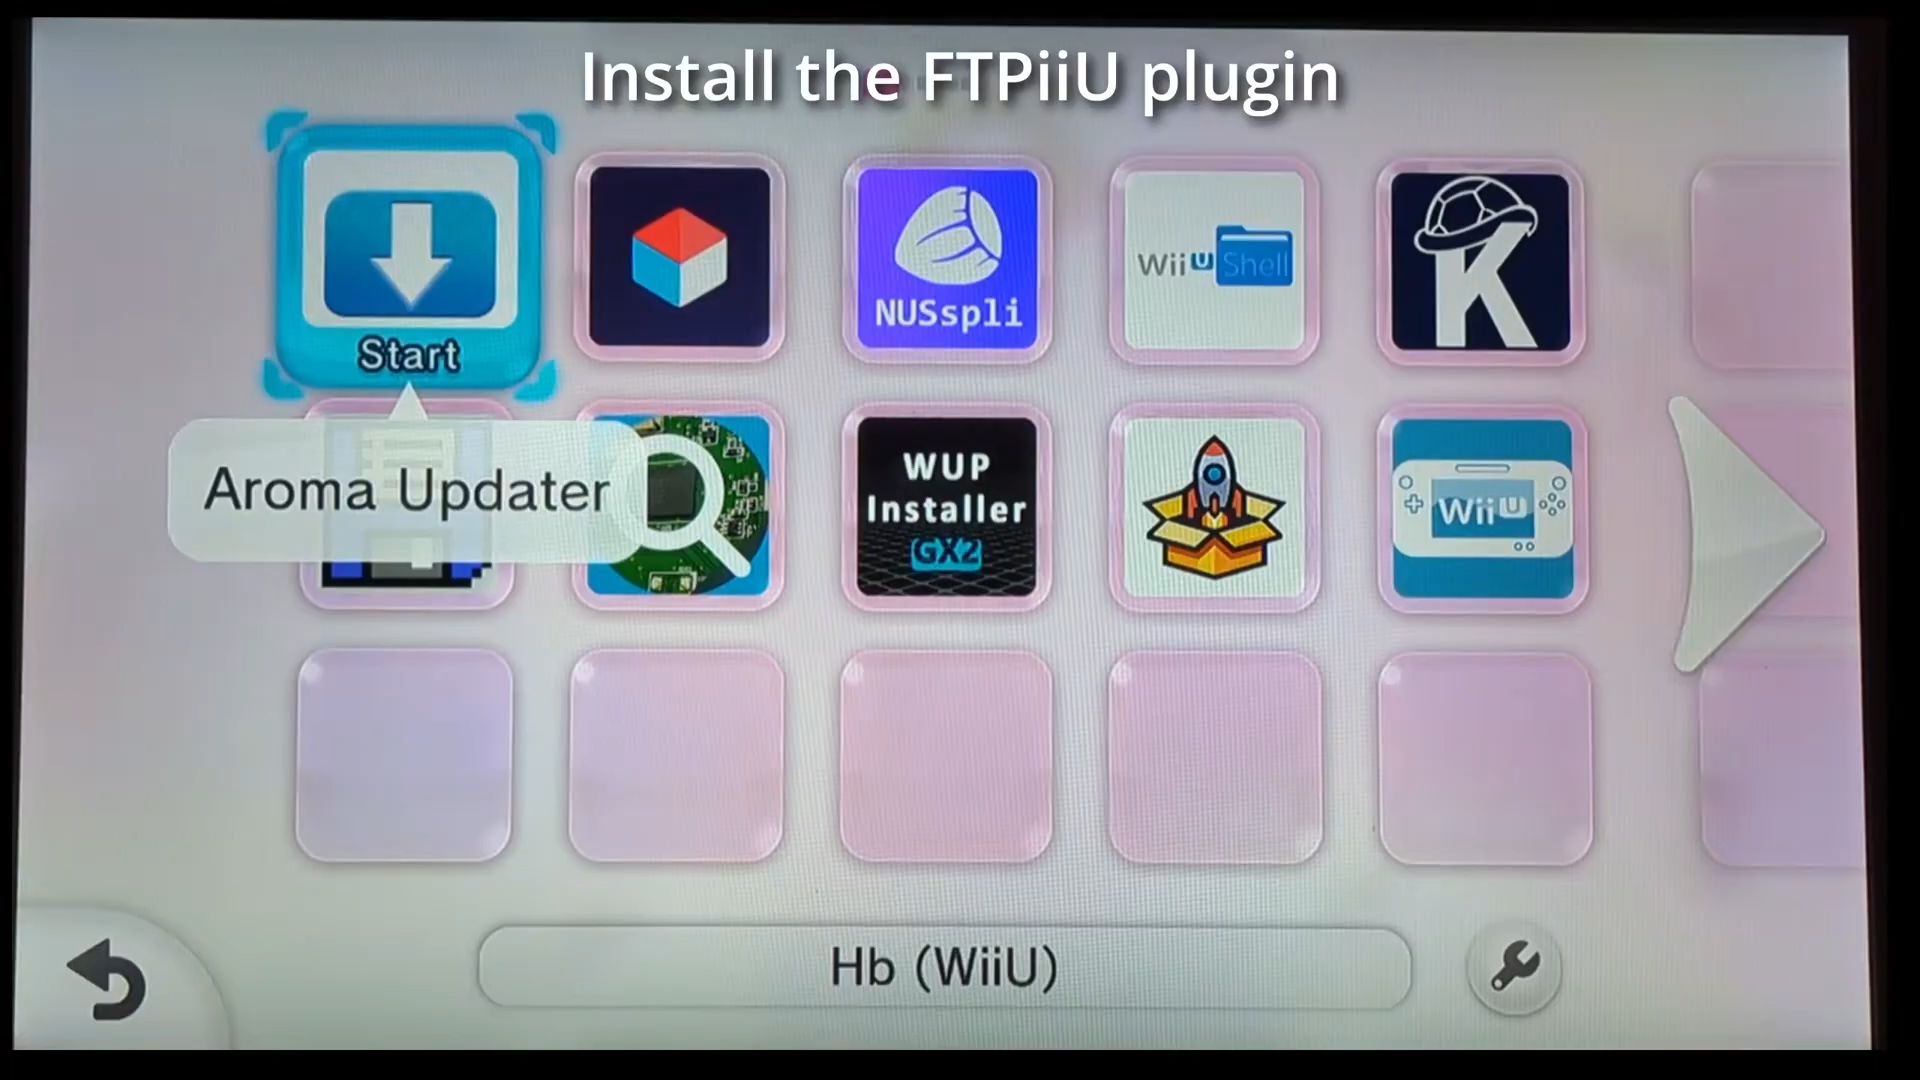 Install the FTPiiU plugin
Start
NUSspli
Wii U Shell
K
Aroma Updater
WUP
Installer
GX2
Wii U
Hb (WiiU)